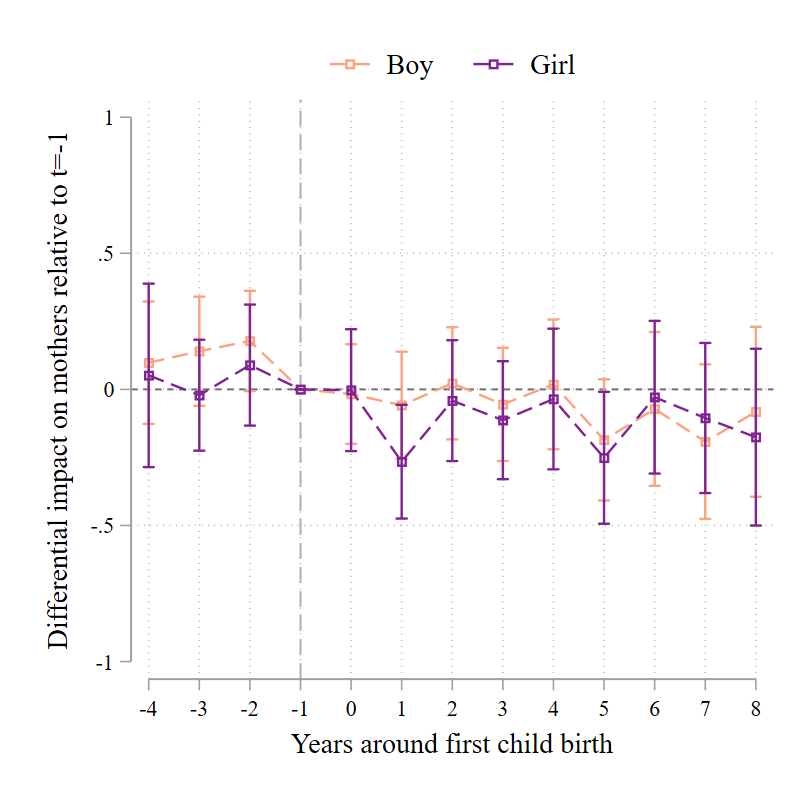 Boy Girl
Differential impact on mothers relative to t=-1
1
.5
0
-.5
-1
-4 -3 -2 -1 0 1 2 3 4 5 6 7 8
Years around first child birth